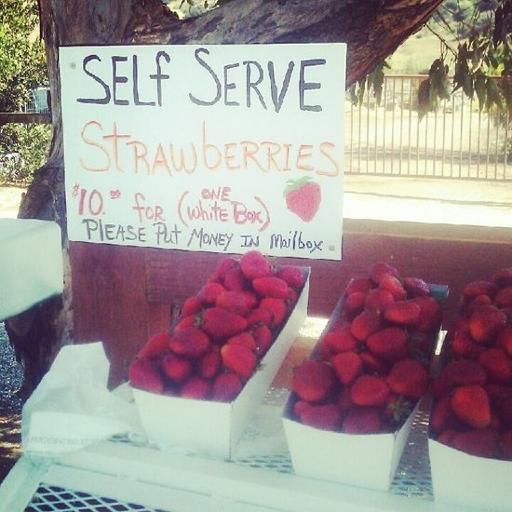 SELf SERVE
STRAWbERRIES
$10.00 foR (ONE White Box)
PLEASE Put MONEY IN Mailbox